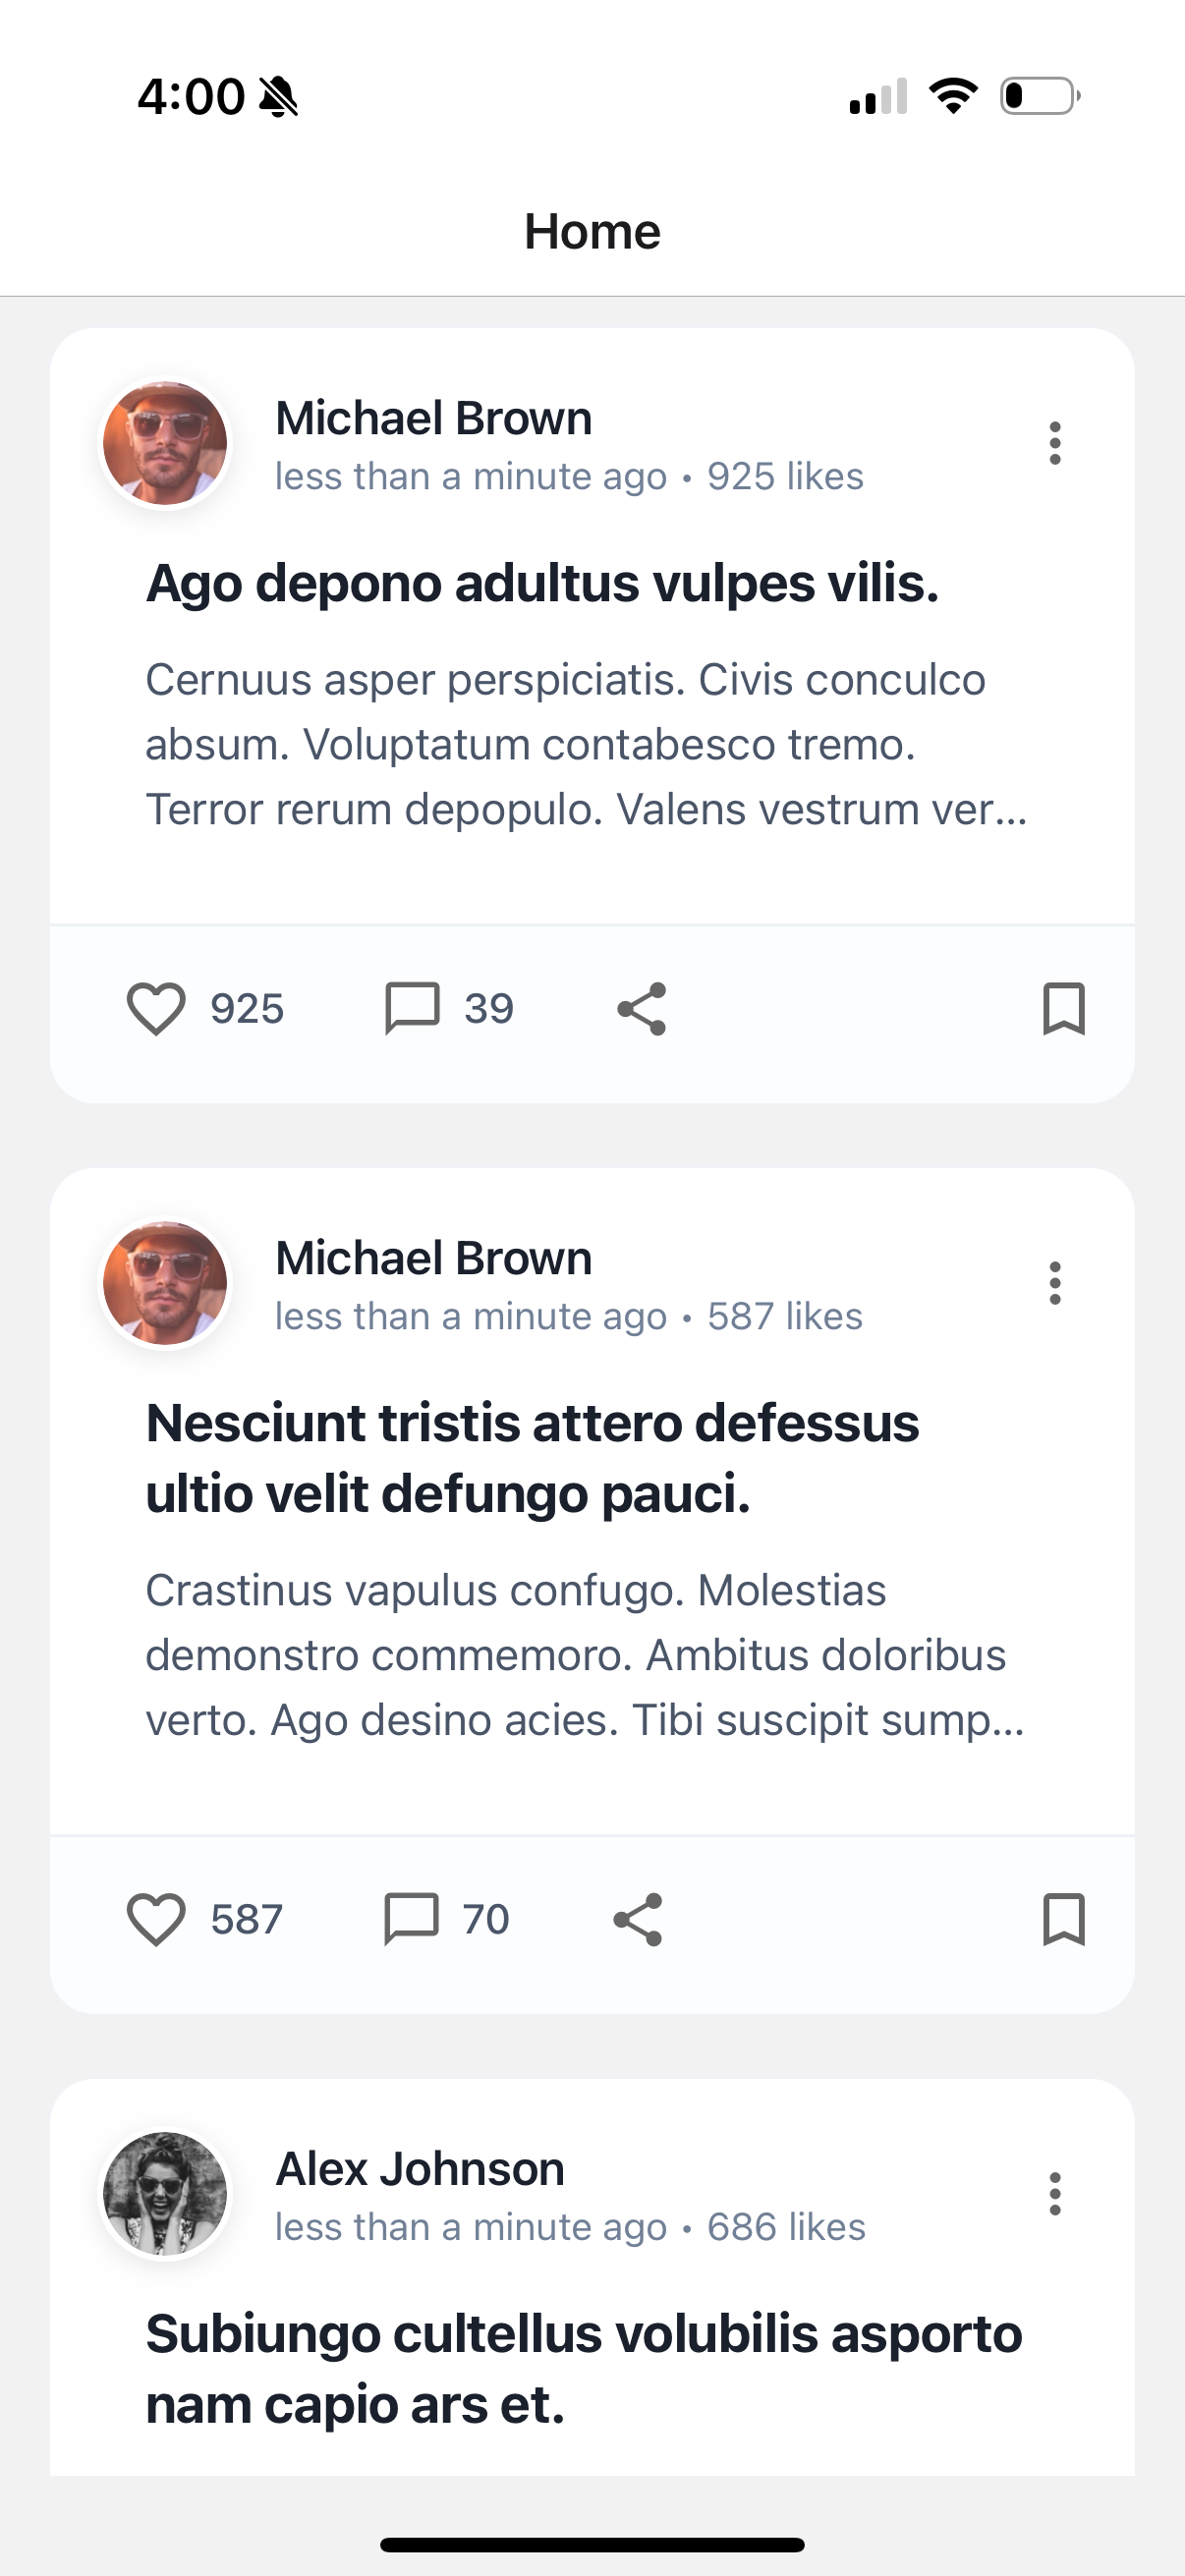 4:00
Home
Michael Brown
less than a minute ago • 925 likes
Ago depono adultus vulpes vilis.
Cernuus asper perspiciatis. Civis conculco
absum. Voluptatum contabesco tremo.
Terror rerum depopulo. Valens vestrum ver...
925 39
Michael Brown
less than a minute ago • 587 likes
Nesciunt tristis attero defessus
ultio velit defungo pauci.
Crastinus vapulus confugo. Molestias
demonstro commemoro. Ambitus doloribus
verto. Ago desino acies. Tibi suscipit sump...
587 70
Alex Johnson
less than a minute ago • 686 likes
Subiungo cultellus volubilis asporto
nam capio ars et.